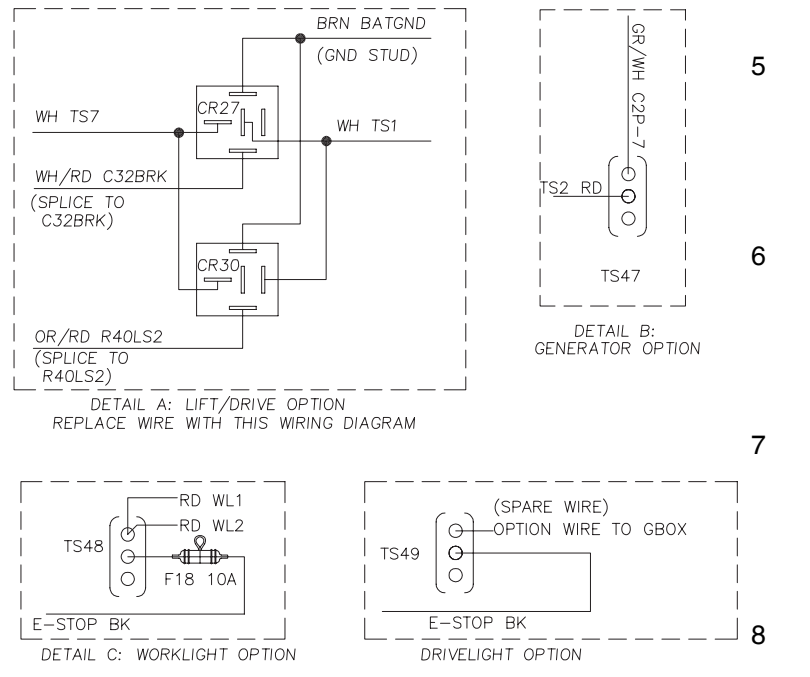 BRN BATGND
(GND STUD)
CR27
WH TS7
WH TS1
WH/RD C32BRK
(SPLICE TO
C32BRK)
CR30
OR/RD R40LS2
(SPLICE TO
R40LS2)
DETAIL A: LIFT/DRIVE OPTION
REPLACE WIRE WITH THIS WIRING DIAGRAM
GR/WH C2P-7
TS2 RD
TS47
DETAIL B:
GENERATOR OPTION
5
6
7
RD WL1
RD WL2
TS48
F18 10A
E-STOP BK
DETAIL C: WORKLIGHT OPTION
(SPARE WIRE)
OPTION WIRE TO GBOX
TS49
E-STOP BK
DRIVELIGHT OPTION
8